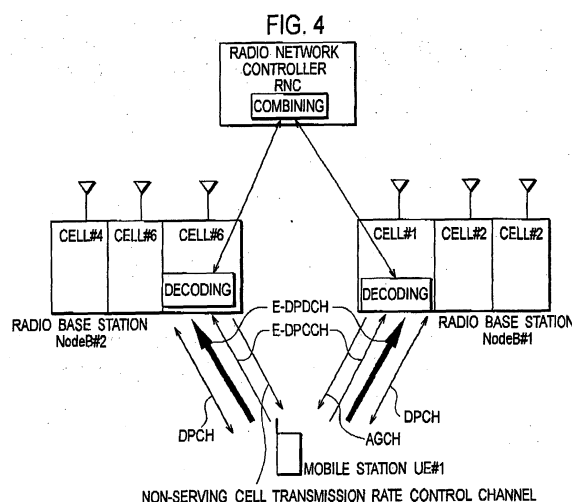 FIG. 4
RADIO NETWORK
CONTROLLER
RNC
COMBINING
CELL#4
CELL#6
CELL#6
CELL#1
CELL#2
CELL#2
DECODING
DECODING
RADIO BASE STATION
NodeB#2
E-DPDCH
E-DPCCH
RADIO BASE STATION
NodeB#1
DPCH
DPCH
AGCH
MOBILE STATION UE#1
NON-SERVING CELL TRANSMISSION RATE CONTROL CHANNEL